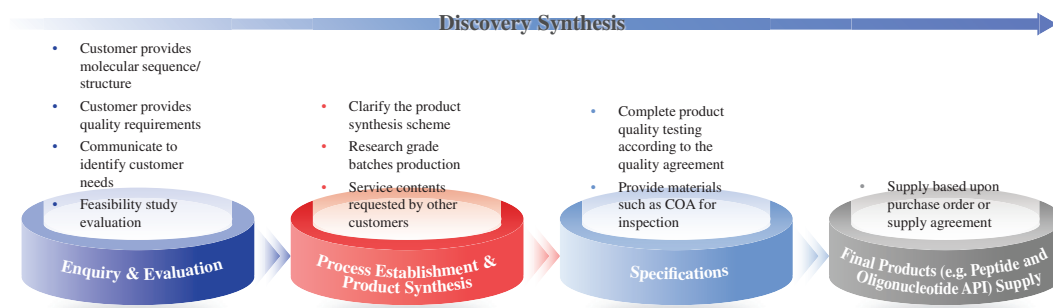 Discovery Synthesis
• Customer provides
molecular sequence/
structure
• Customer provides
quality requirements
• Communicate to
identify customer
needs
• Feasibility study
evaluation
Enquiry & Evaluation
• Clarify the product
synthesis scheme
• Research grade
batches production
• Service contents
requested by other
customers
Process Establishment &
Product Synthesis
• Complete product
quality testing
according to the
quality agreement
• Provide materials
such as COA for
inspection
Specifications
• Supply based upon
purchase order or
supply agreement
Final Products (e.g. Peptide and
Oligonucleotide API) Supply